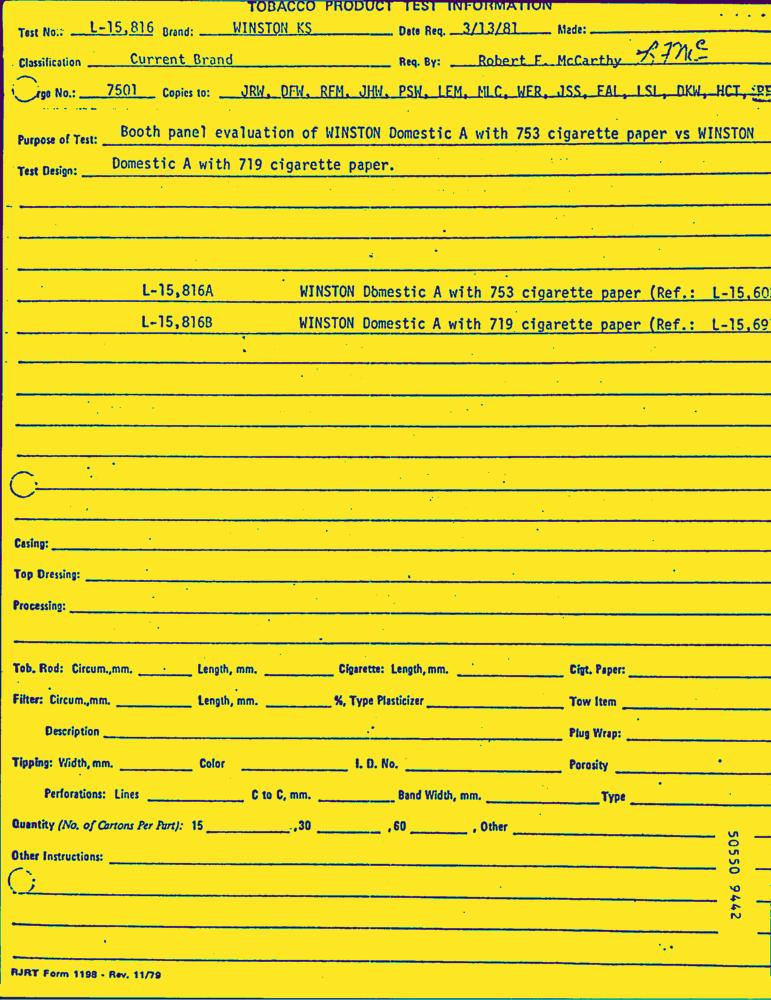 TOBACCO PRODUCT TEST INFORMATION
Test No.: L-15,816 Brand: WINSTON KS Date Req. 3/13/81 Made:
Classification Current Brand Req. By: Robert F. McCarthy
No.: 7501 Copies to: JRW, DFW, RFM, JHW, PSW, LEM, MLC, WER, JSS, EAL, LSL, DKW, HCT,
Purpose of Test: Booth panel evaluation of WINSTON Domestic A with 753 cigarette paper vs WINSTON
Test Design: Domestic A with 719 cigarette paper.
L-15,816A WINSTON Domestic A with 753 cigarette paper (Ref.: L-15,60
L-15,816B WINSTON Domestic A with 719 cigarette paper (Ref.: L-15,69
Casing:
Top Dressing:
Processing:
Tob. Rod: Circum.,mm. Length, mm. Cigarette: Length, mm. Cigt. Paper:
Filter: Circum.,mm. Length, mm. %, Type Plasticizer Tow Item
Description Plug Wrap:
Tipping: Width, mm. Color I. D. No. Porosity
Perforations: Lines C to C, mm. Band Width, mm. Type
Quantity (No. of Cartons Per Part): 15 ,30 ,60 , Other
Other Instructions:
50550 9442
RJRT Form 1198 - Rev. 11/79